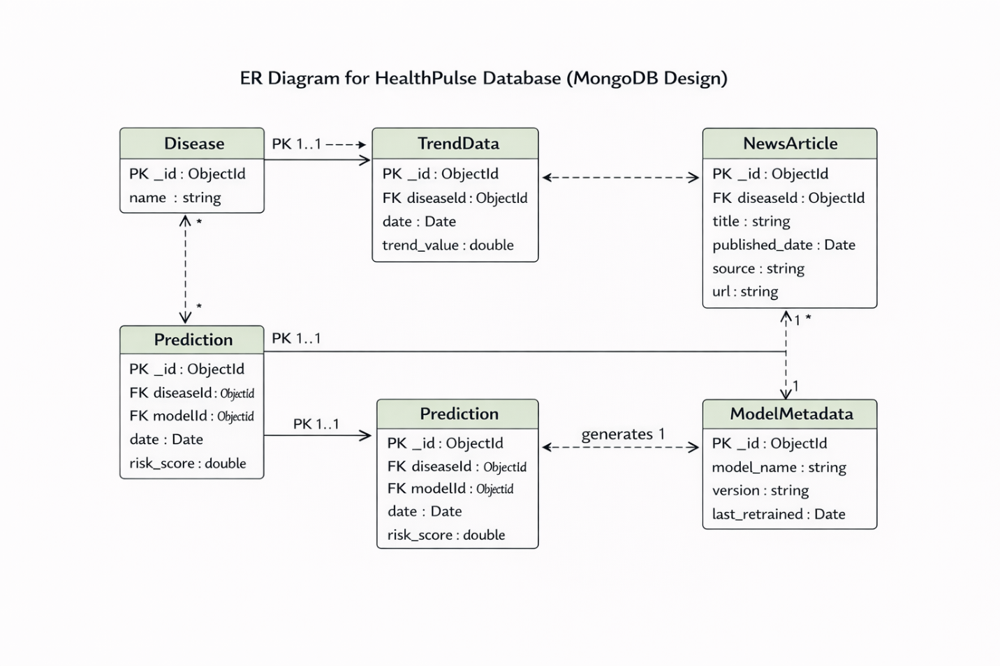 ER Diagram for HealthPulse Database (MongoDB Design)
Disease
PK _id : ObjectId
name : string
PK 1..1
TrendData
PK _id : ObjectId
FK diseaseId : ObjectId
date : Date
trend_value : double
NewsArticle
PK _id : ObjectId
FK diseaseId : ObjectId
title : string
published_date : Date
source : string
url : string
*
*
1 *
1
Prediction
PK _id : ObjectId
FK diseaseId : Objectid
FK modelId : Objectid
date : Date
risk_score : double
PK 1..1
PK 1..1
Prediction
PK _id : ObjectId
FK diseaseId : ObjectId
FK modelId : Objectid
date : Date
risk_score : double
generates 1
ModelMetadata
PK _id : ObjectId
model_name : string
version : string
last_retrained : Date